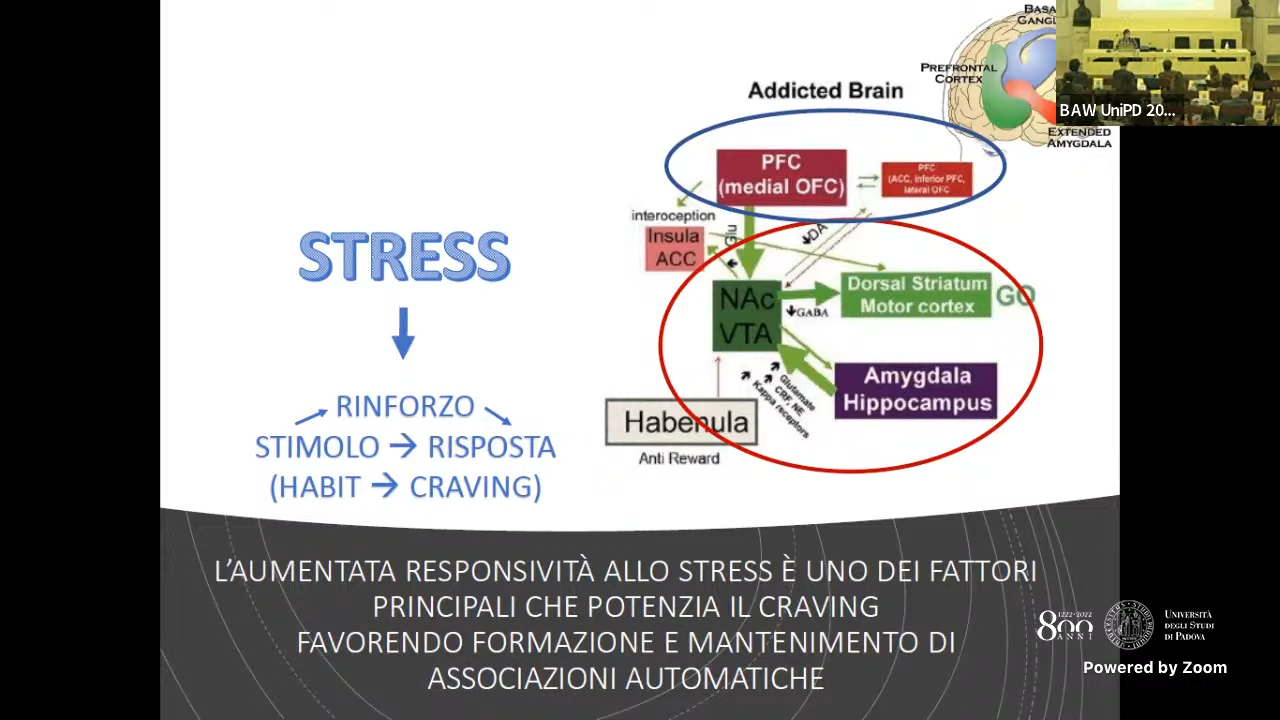 BASA
GANGL
PREFRONTAL
CORTEX
EXTENDED
AMYGDALA
BAW UniPD 20...
Addicted Brain
PFC
(medial OFC)
PFC
(ACC, inferior PFC,
lateral OFC
interoception
Insula
ACC
Glu
DA
NAc
VTA
GABA
Dorsal Striatum
Motor cortex
GO
Amygdala
Hippocampus
Glutamate
CRF, NE
Kappa receptors
Habenula
Anti Reward
STRESS
RINFORZO
STIMOLO → RISPOSTA
(HABIT → CRAVING)
L'AUMENTATA RESPONSIVITÀ ALLO STRESS È UNO DEI FATTORI
PRINCIPALI CHE POTENZIA IL CRAVING
FAVORENDO FORMAZIONE E MANTENIMENTO DI
ASSOCIAZIONI AUTOMATICHE
1222·2022
800
ANNI
UNIVERSITÀ
DEGLI STUDI
DI PADOVA
Powered by Zoom